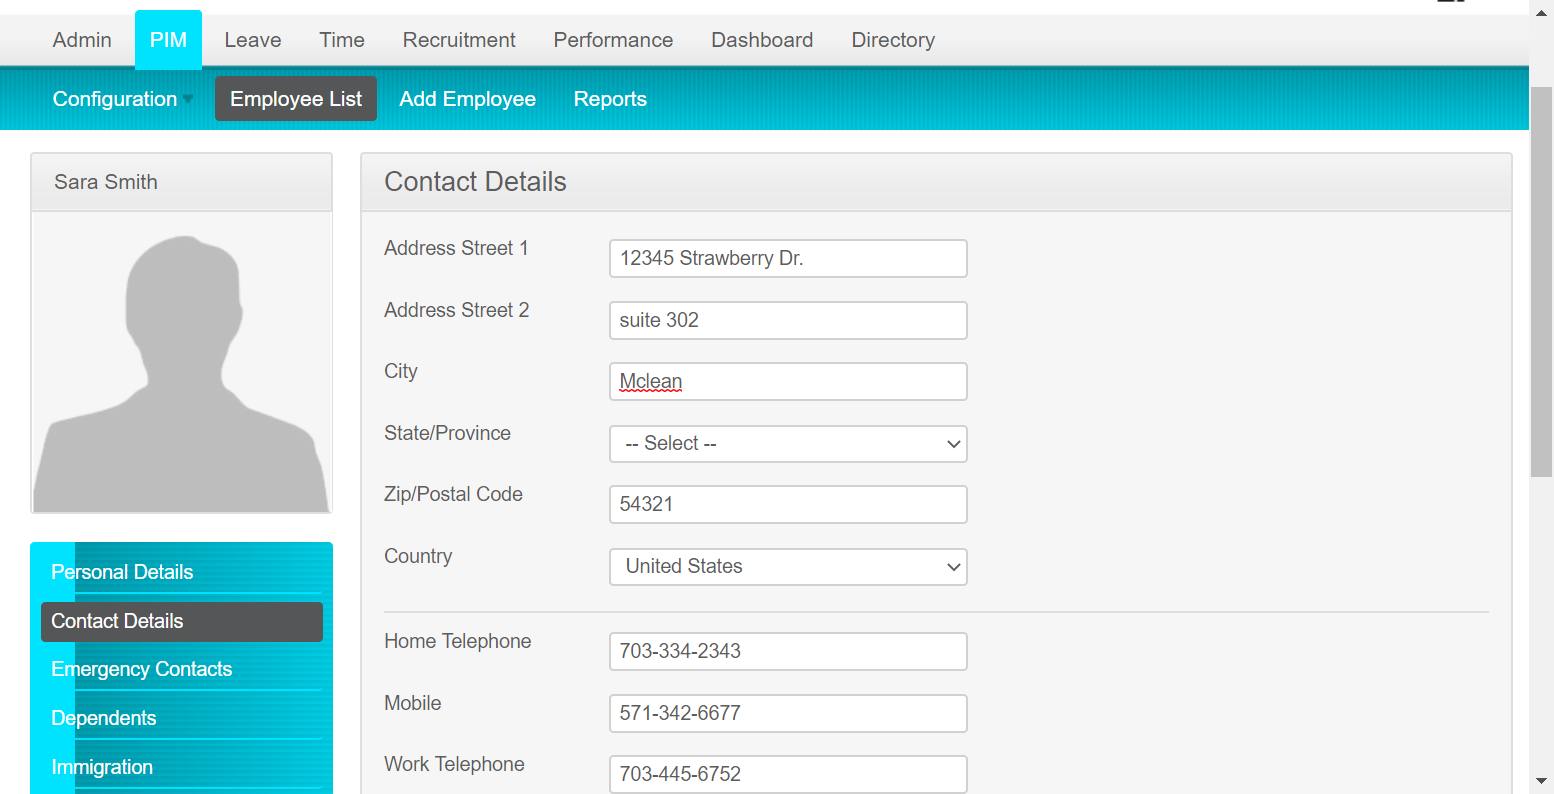 Admin PIM Leave Time Recruitment Performance Dashboard Directory
Configuration Employee List Add Employee Reports
Sara Smith
Contact Details
Address Street 1 12345 Strawberry Dr.
Address Street 2 suite 302
City Mclean
State/Province -- Select --
Zip/Postal Code 54321
Country United States
Home Telephone 703-334-2343
Mobile 571-342-6677
Work Telephone 703-445-6752
Personal Details
Contact Details
Emergency Contacts
Dependents
Immigration